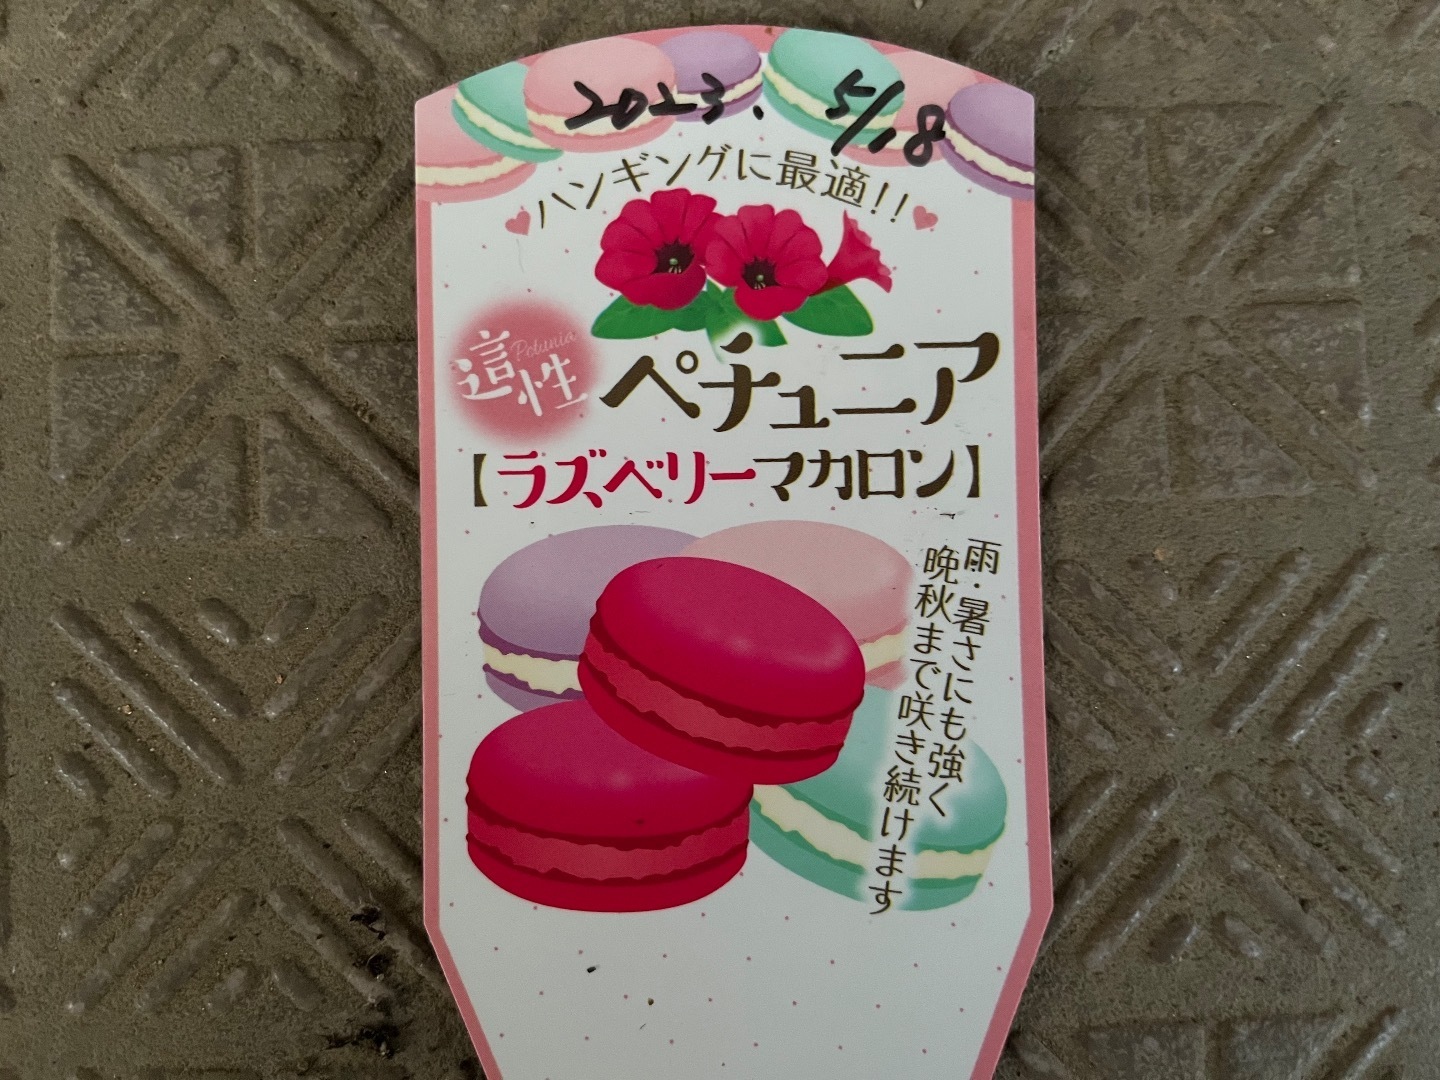 2023. 5/18
ハンギングに最適!!
Petunia
這性
ペチュニア
【ラズベリーマカロン】
雨・暑さにも強く
晩秋まで咲き続けます